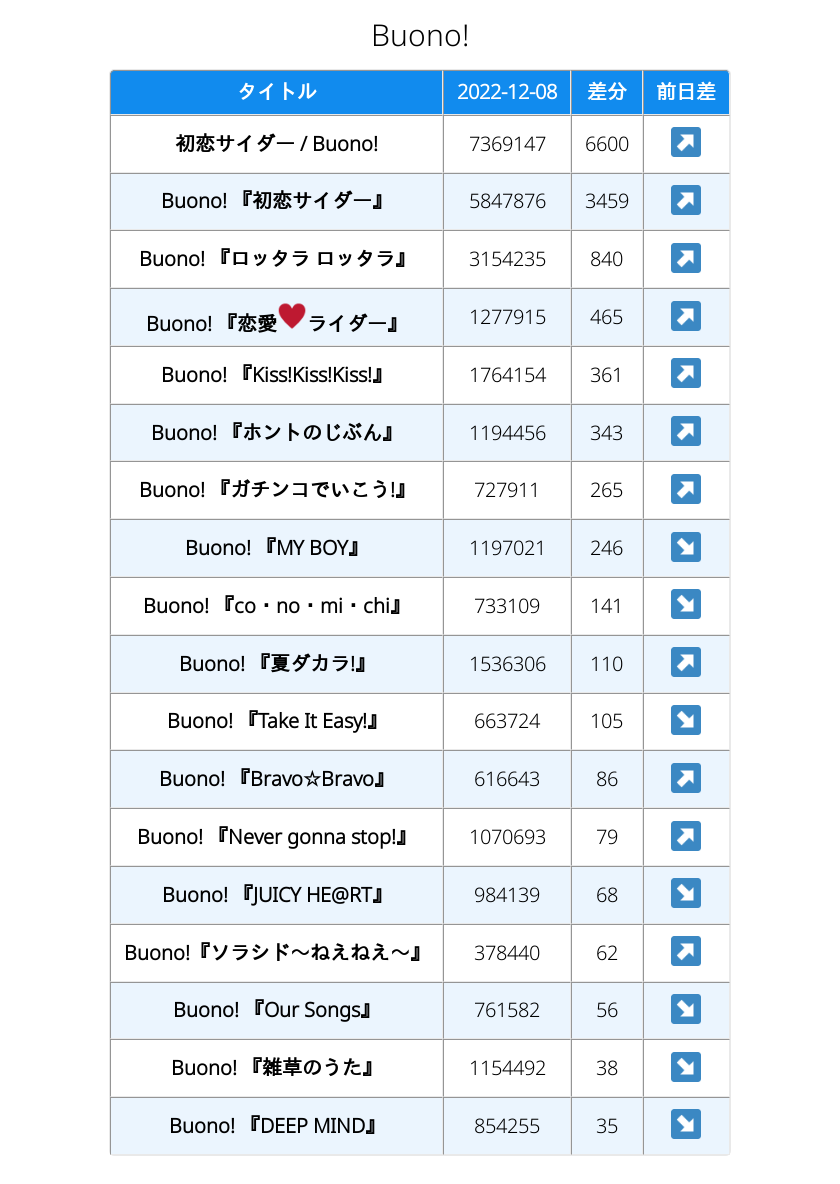 Buono!
タイトル 2022-12-08 差分 前日差
初恋サイダー / Buono! 7369147 6600 ↗
Buono! 『初恋サイダー』 5847876 3459 ↗
Buono! 『ロッタラ ロッタラ』 3154235 840 ↗
Buono! 『恋愛♥ライダー』 1277915 465 ↗
Buono! 『Kiss!Kiss!Kiss!』 1764154 361 ↗
Buono! 『ホントのじぶん』 1194456 343 ↗
Buono! 『ガチンコでいこう!』 727911 265 ↗
Buono! 『MY BOY』 1197021 246 ↘
Buono! 『co・no・mi・chi』 733109 141 ↘
Buono! 『夏ダカラ!』 1536306 110 ↗
Buono! 『Take It Easy!』 663724 105 ↘
Buono! 『Bravo☆Bravo』 616643 86 ↗
Buono! 『Never gonna stop!』 1070693 79 ↗
Buono! 『JUICY HE@RT』 984139 68 ↘
Buono!『ソラシド〜ねえねえ〜』 378440 62 ↗
Buono! 『Our Songs』 761582 56 ↘
Buono! 『雑草のうた』 1154492 38 ↘
Buono! 『DEEP MIND』 854255 35 ↘